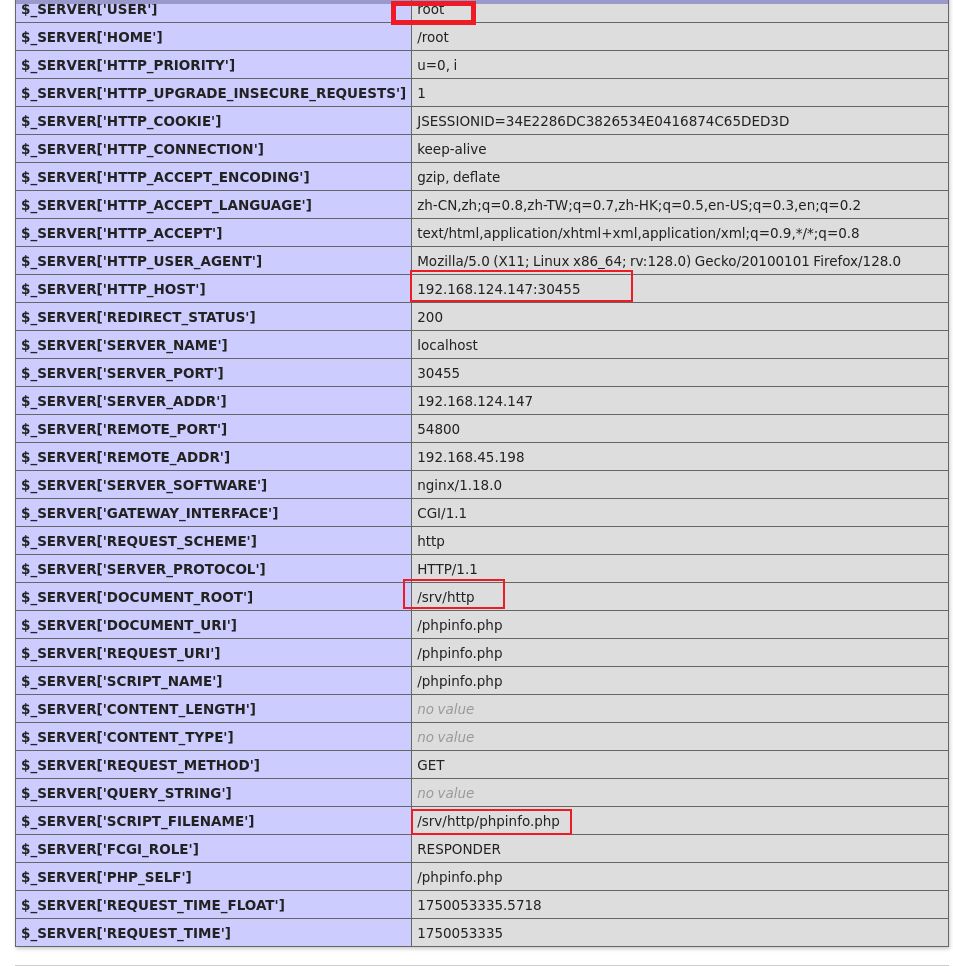 $_SERVER['USER'] root
$_SERVER['HOME'] /root
$_SERVER['HTTP_PRIORITY'] u=0, i
$_SERVER['HTTP_UPGRADE_INSECURE_REQUESTS'] 1
$_SERVER['HTTP_COOKIE'] JSESSIONID=34E2286DC3826534E0416874C65DED3D
$_SERVER['HTTP_CONNECTION'] keep-alive
$_SERVER['HTTP_ACCEPT_ENCODING'] gzip, deflate
$_SERVER['HTTP_ACCEPT_LANGUAGE'] zh-CN,zh;q=0.8,zh-TW;q=0.7,zh-HK;q=0.5,en-US;q=0.3,en;q=0.2
$_SERVER['HTTP_ACCEPT'] text/html,application/xhtml+xml,application/xml;q=0.9,*/*;q=0.8
$_SERVER['HTTP_USER_AGENT'] Mozilla/5.0 (X11; Linux x86_64; rv:128.0) Gecko/20100101 Firefox/128.0
$_SERVER['HTTP_HOST'] 192.168.124.147:30455
$_SERVER['REDIRECT_STATUS'] 200
$_SERVER['SERVER_NAME'] localhost
$_SERVER['SERVER_PORT'] 30455
$_SERVER['SERVER_ADDR'] 192.168.124.147
$_SERVER['REMOTE_PORT'] 54800
$_SERVER['REMOTE_ADDR'] 192.168.45.198
$_SERVER['SERVER_SOFTWARE'] nginx/1.18.0
$_SERVER['GATEWAY_INTERFACE'] CGI/1.1
$_SERVER['REQUEST_SCHEME'] http
$_SERVER['SERVER_PROTOCOL'] HTTP/1.1
$_SERVER['DOCUMENT_ROOT'] /srv/http
$_SERVER['DOCUMENT_URI'] /phpinfo.php
$_SERVER['REQUEST_URI'] /phpinfo.php
$_SERVER['SCRIPT_NAME'] /phpinfo.php
$_SERVER['CONTENT_LENGTH'] no value
$_SERVER['CONTENT_TYPE'] no value
$_SERVER['REQUEST_METHOD'] GET
$_SERVER['QUERY_STRING'] no value
$_SERVER['SCRIPT_FILENAME'] /srv/http/phpinfo.php
$_SERVER['FCGI_ROLE'] RESPONDER
$_SERVER['PHP_SELF'] /phpinfo.php
$_SERVER['REQUEST_TIME_FLOAT'] 1750053335.5718
$_SERVER['REQUEST_TIME'] 1750053335